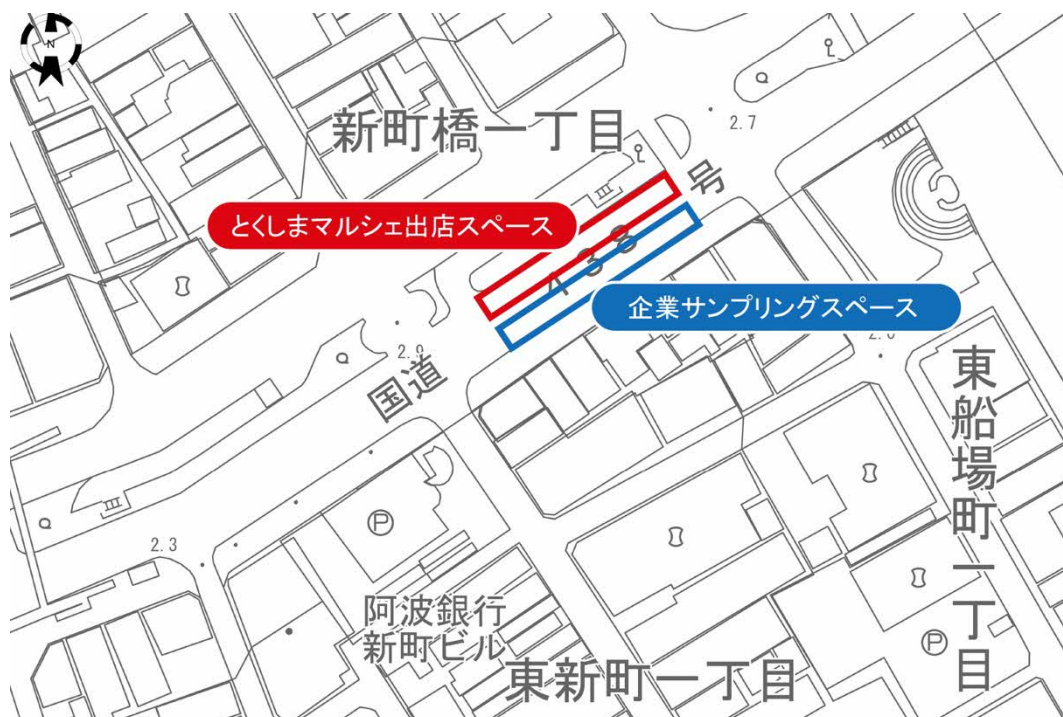 N
新町橋一丁目
2.7
とくしまマルシェ出店スペース
国道438号
企業サンプリングスペース
2.9
東船場町一丁目
P
2.3
阿波銀行
新町ビル
P
東新町一丁目